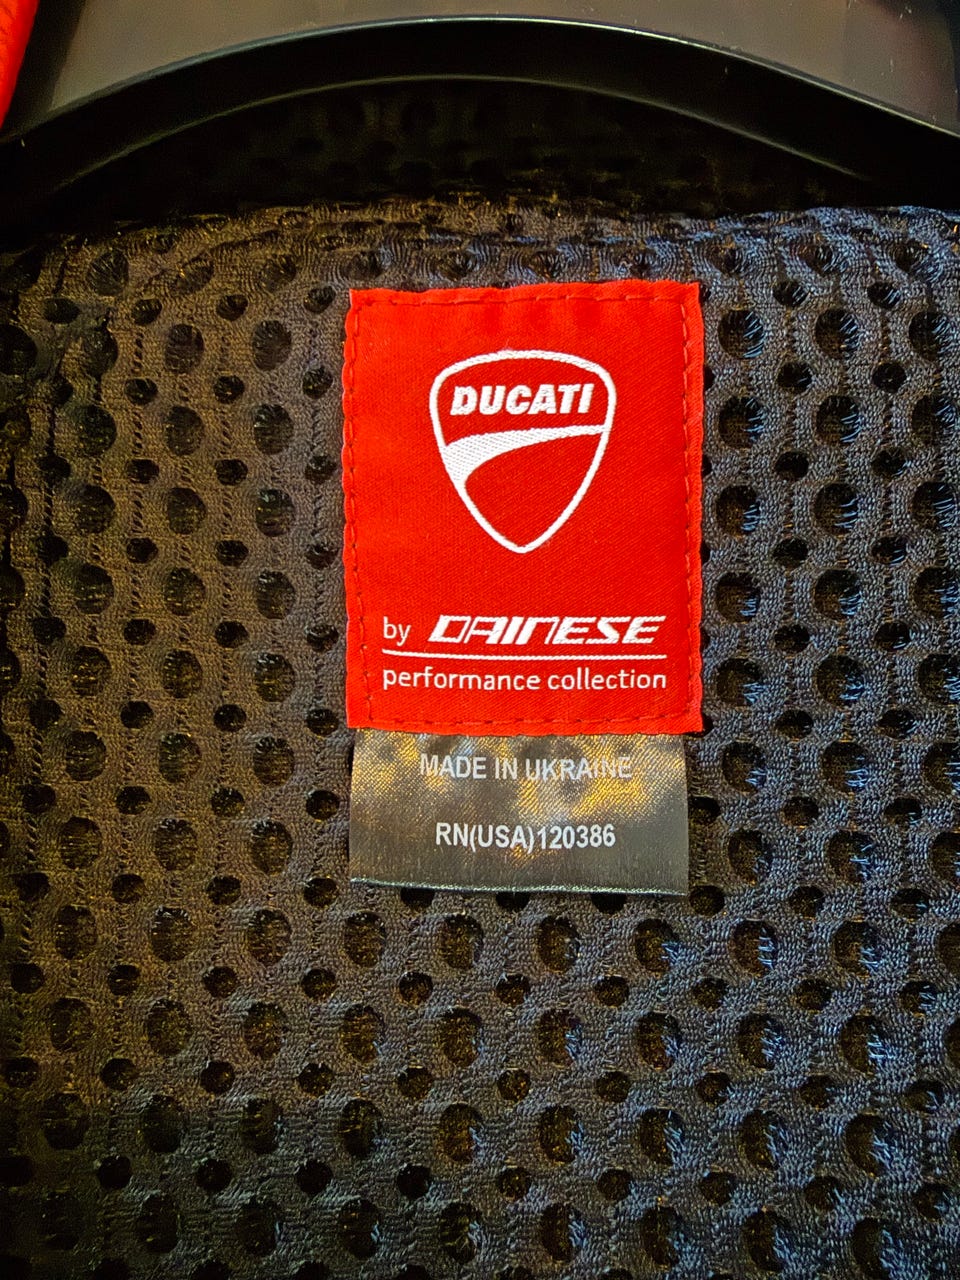 DUCATI
by DAINESE
performance collection
MADE IN UKRAINE
RN(USA)120386